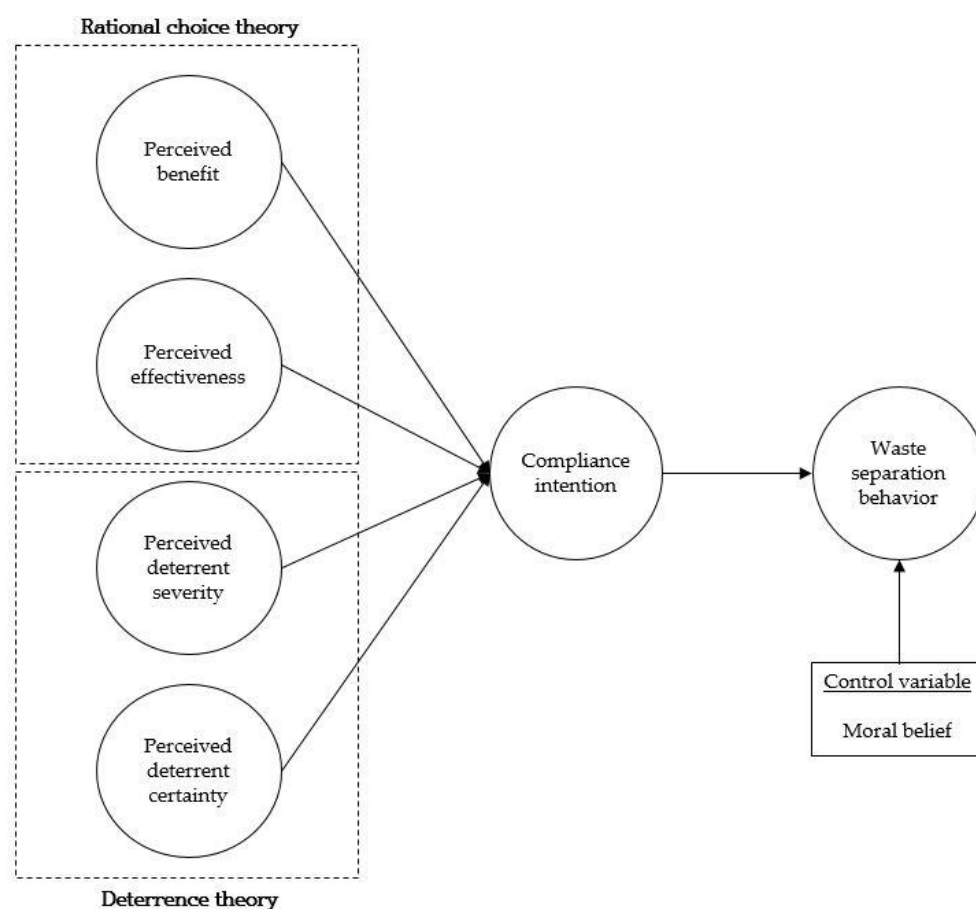 Rational choice theory
Perceived
benefit
Perceived
effectiveness
Perceived
deterrent
severity
Perceived
deterrent
certainty
Deterrence theory
Compliance
intention
Waste
separation
behavior
Control variable
Moral belief